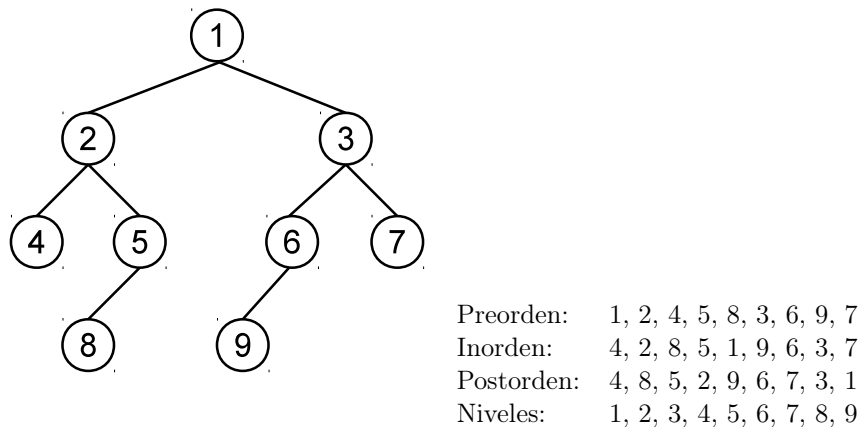 1
2 3
4 5 6 7
8 9
Preorden: 1, 2, 4, 5, 8, 3, 6, 9, 7
Inorden: 4, 2, 8, 5, 1, 9, 6, 3, 7
Postorden: 4, 8, 5, 2, 9, 6, 7, 3, 1
Niveles: 1, 2, 3, 4, 5, 6, 7, 8, 9